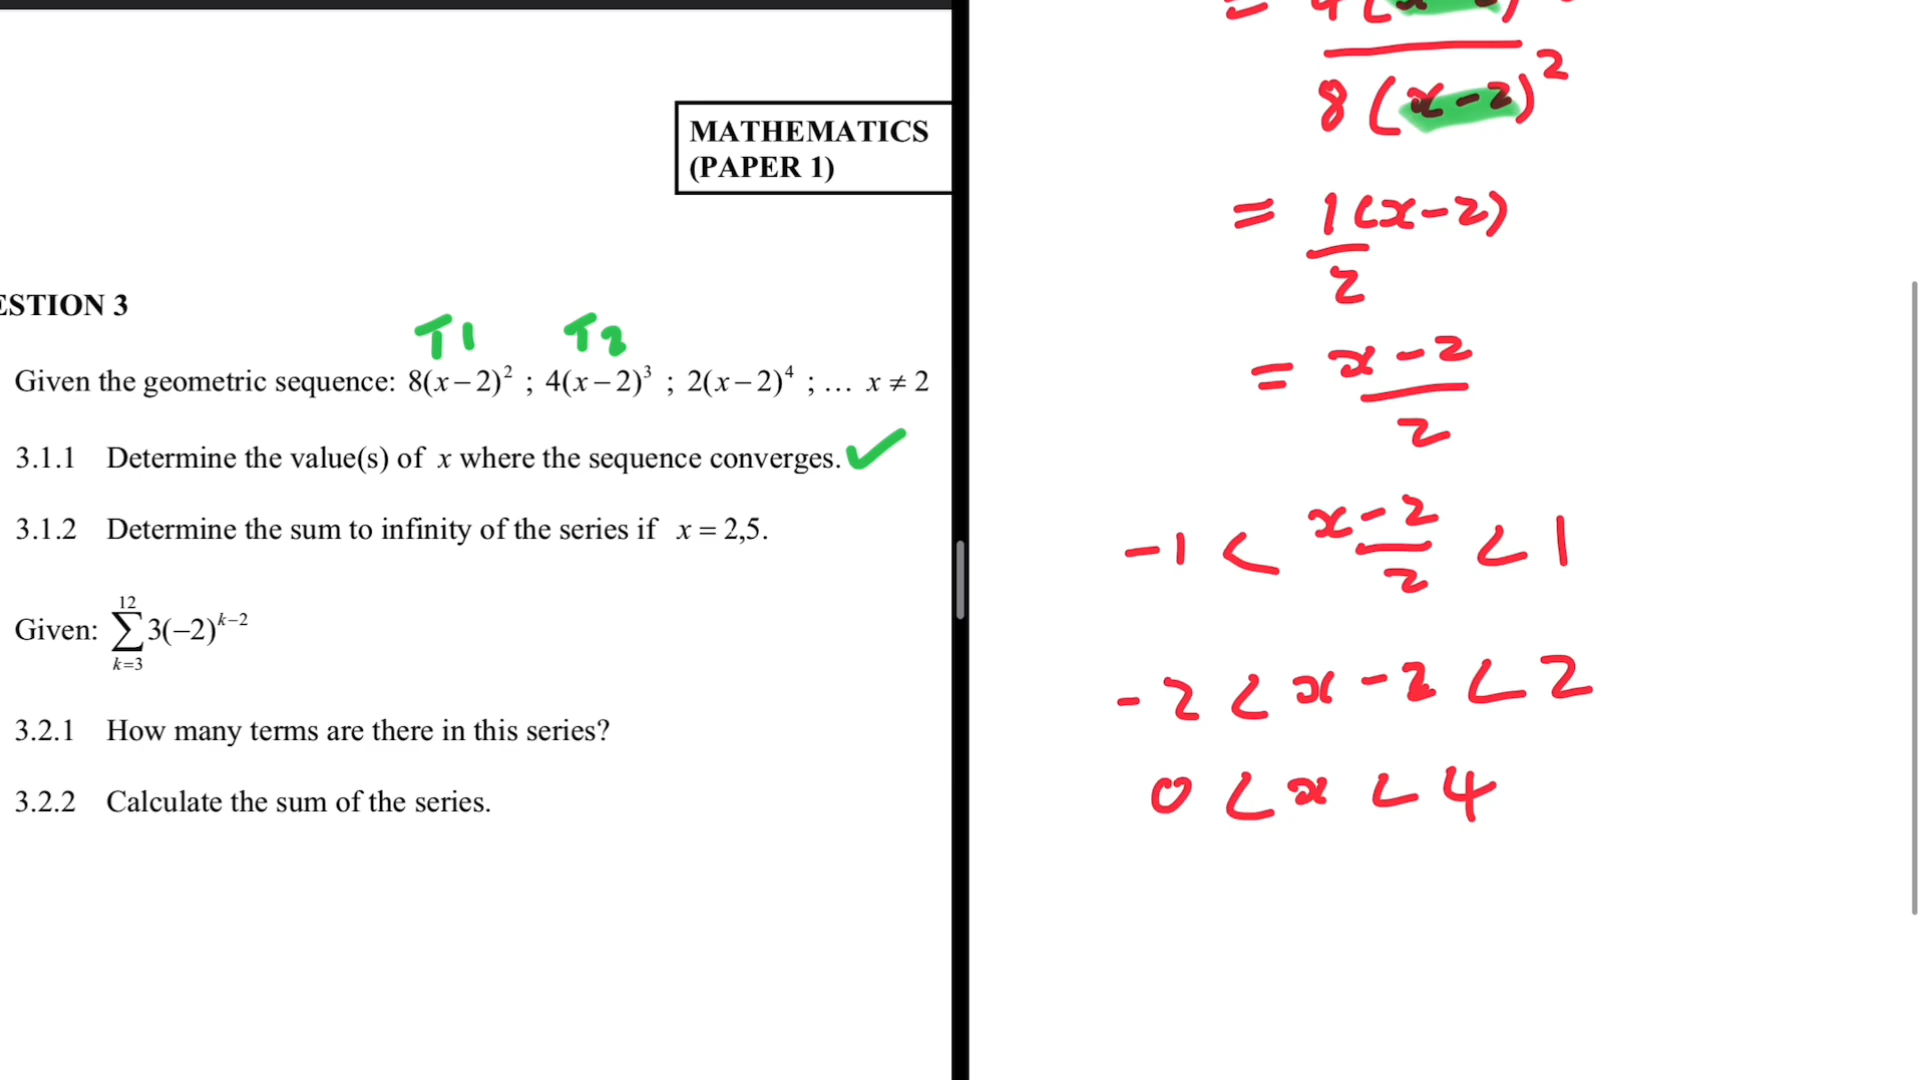 MATHEMATICS
(PAPER 1)
ESTION 3
T1 T2
Given the geometric sequence: 8(x−2)² ; 4(x−2)³ ; 2(x−2)⁴ ; … x ≠ 2
3.1.1 Determine the value(s) of x where the sequence converges. ✓
3.1.2 Determine the sum to infinity of the series if x = 2,5.
Given: ∑_{k=3}^{12} 3(−2)^{k−2}
3.2.1 How many terms are there in this series?
3.2.2 Calculate the sum of the series.
8(x-2)²
= 1/2 (x-2)
= (x-2)/2
-1 < (x-2)/2 < 1
-2 < x-2 < 2
0 < x < 4